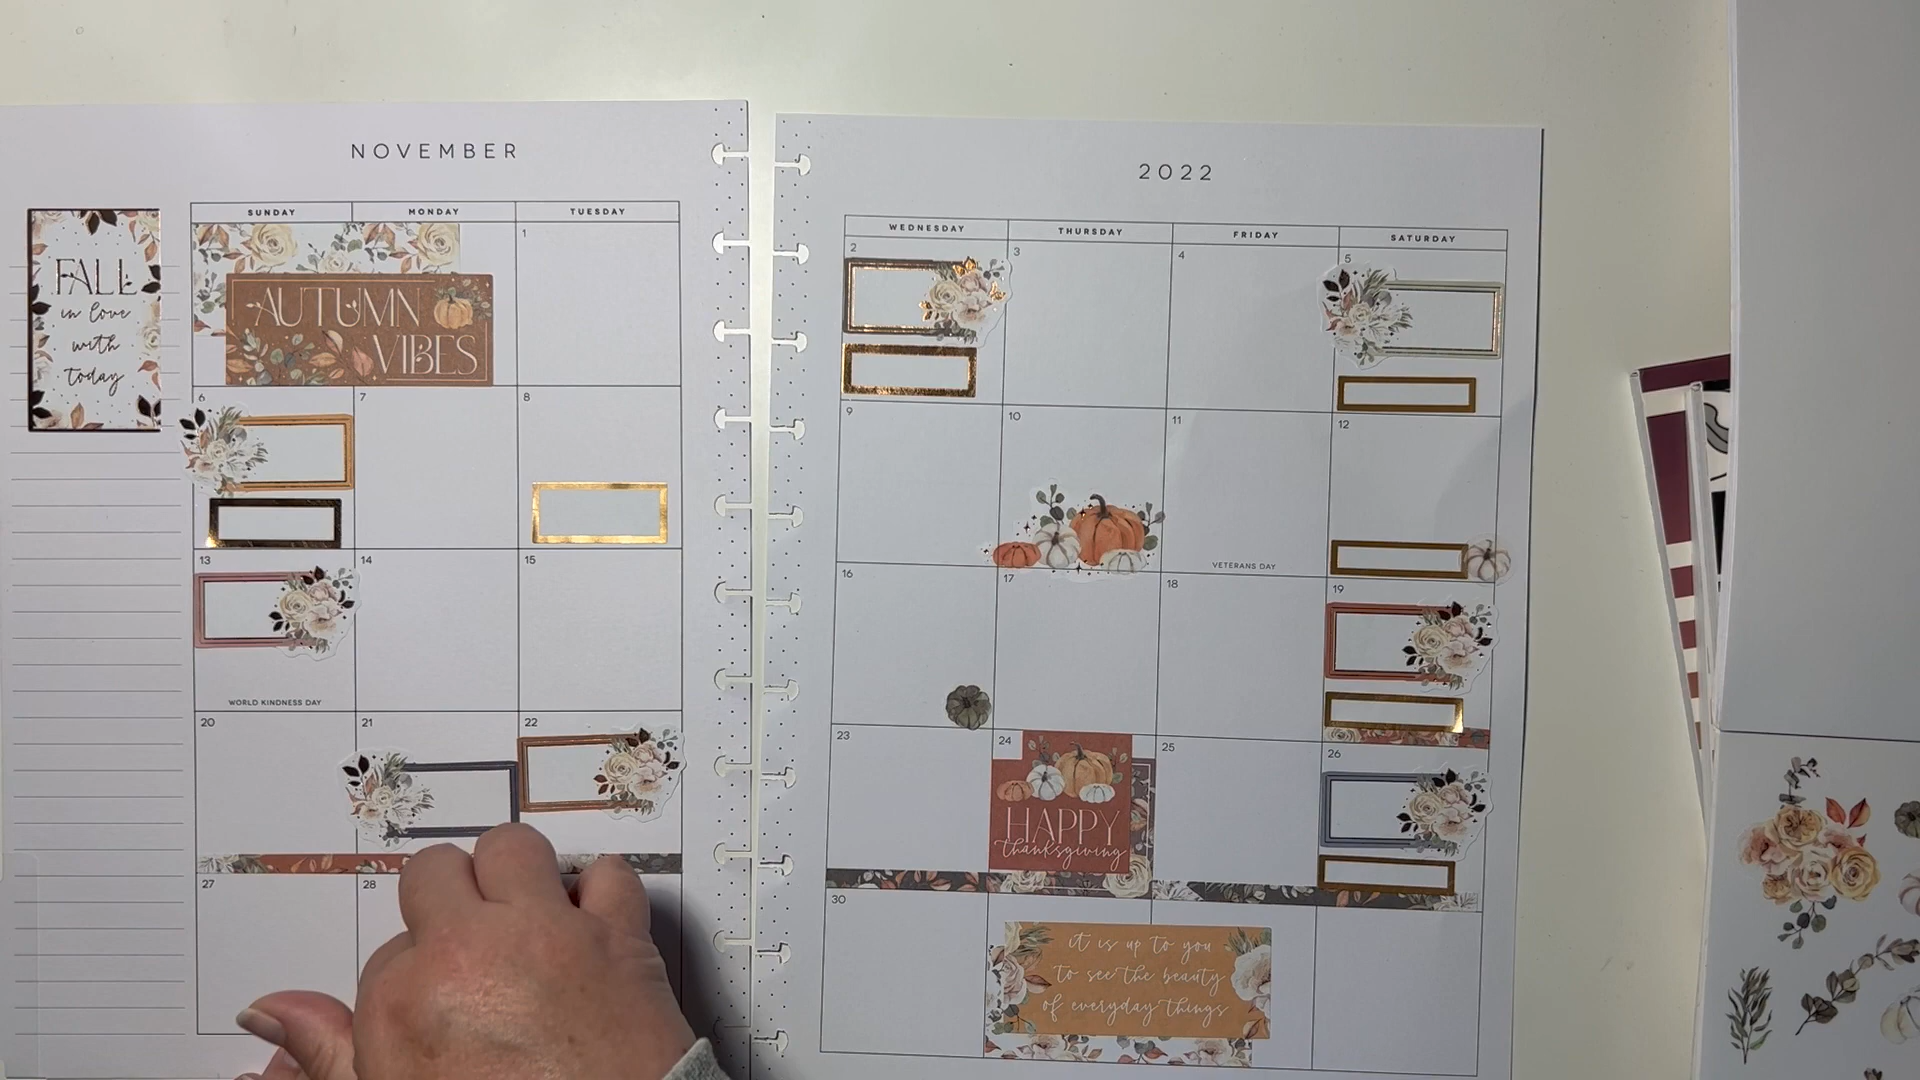 NOVEMBER
2022
SUNDAY MONDAY TUESDAY
WEDNESDAY THURSDAY FRIDAY SATURDAY
FALL
in love
with
today
AUTUMN
VIBES
1
2 3 4 5
6 7 8
9 10 11 12
VETERANS DAY
13 14 15
WORLD KINDNESS DAY
16 17 18 19
20 21 22
23 24 25 26
HAPPY
thanksgiving
27 28
30
it is up to you
to see the beauty
of everyday things